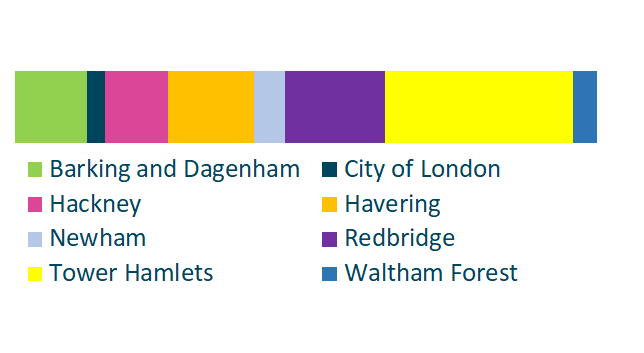 Barking and Dagenham City of London
Hackney Havering
Newham Redbridge
Tower Hamlets Waltham Forest